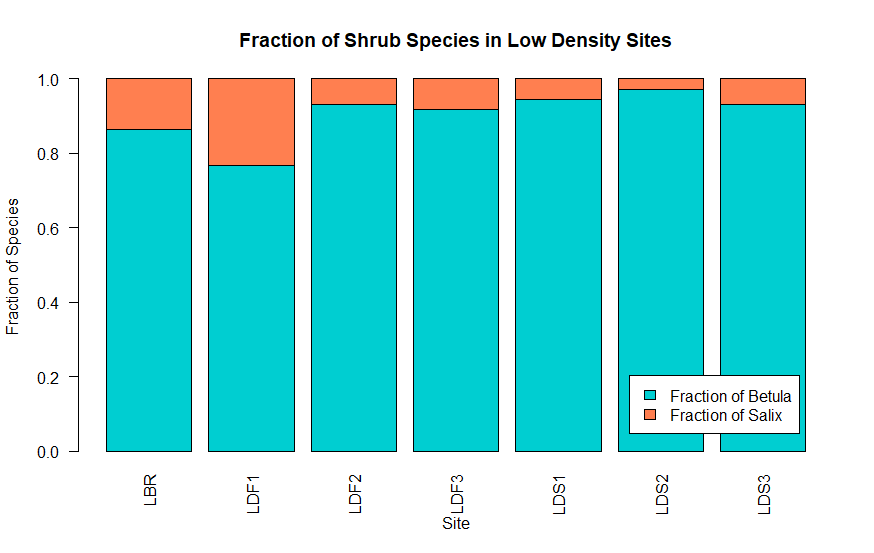 Fraction of Shrub Species in Low Density Sites
Fraction of Species
1.0
0.8
0.6
0.4
0.2
0.0
Fraction of Betula
Fraction of Salix
LBR
LDF1
LDF2
LDF3
LDS1
LDS2
LDS3
Site